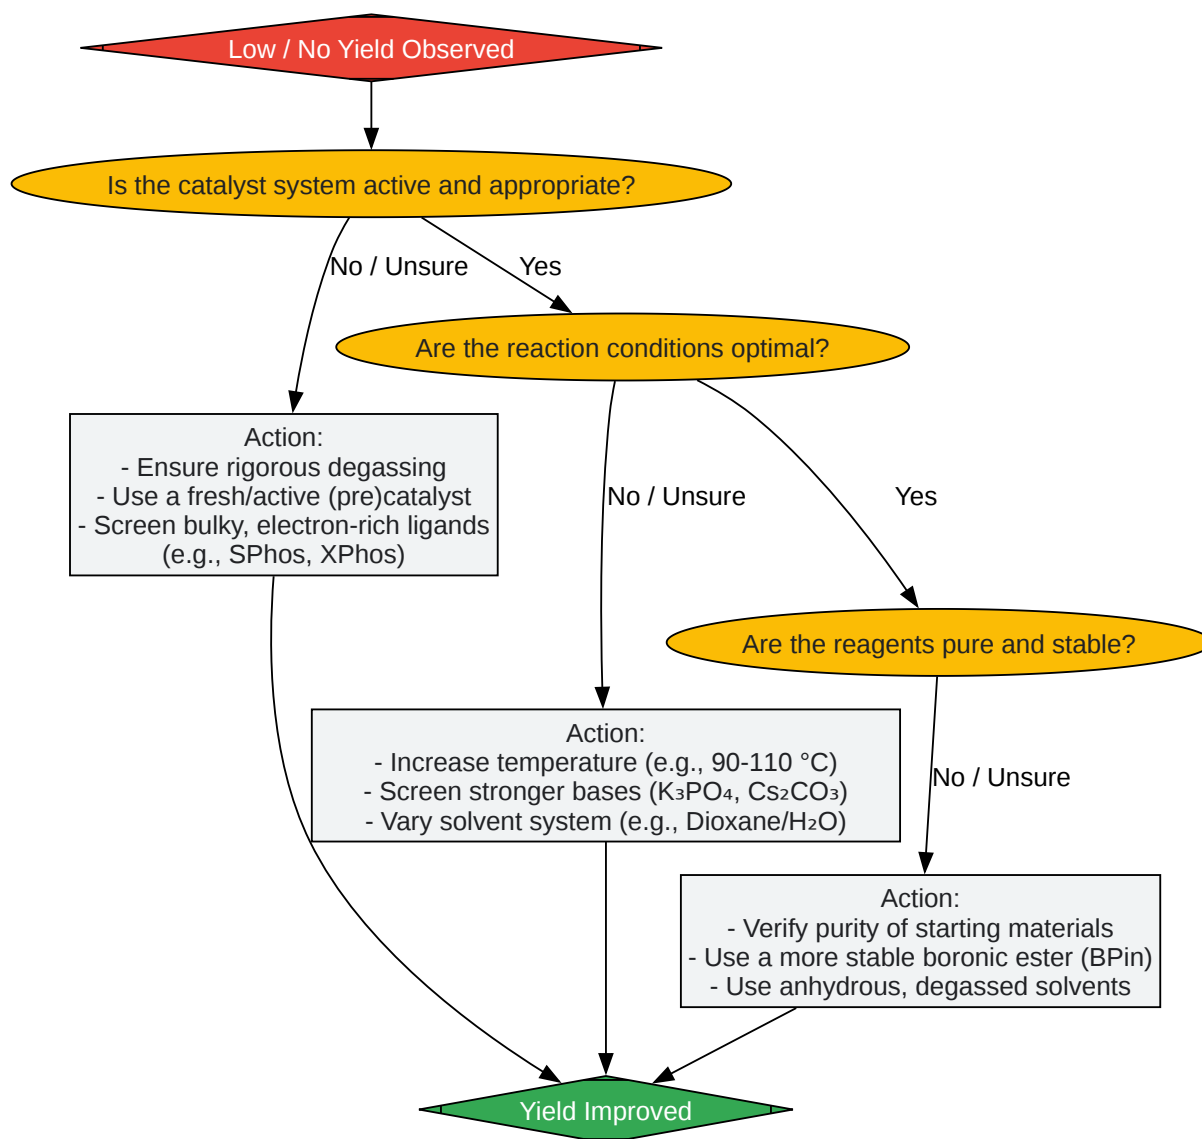 Low / No Yield Observed
Is the catalyst system active and appropriate?
No / Unsure
Yes
Are the reaction conditions optimal?
Action:
- Ensure rigorous degassing
- Use a fresh/active (pre)catalyst
- Screen bulky, electron-rich ligands
(e.g., SPhos, XPhos)
No / Unsure
Yes
Are the reagents pure and stable?
Action:
- Increase temperature (e.g., 90-110 °C)
- Screen stronger bases (K₃PO₄, Cs₂CO₃)
- Vary solvent system (e.g., Dioxane/H₂O)
No / Unsure
Action:
- Verify purity of starting materials
- Use a more stable boronic ester (BPin)
- Use anhydrous, degassed solvents
Yield Improved